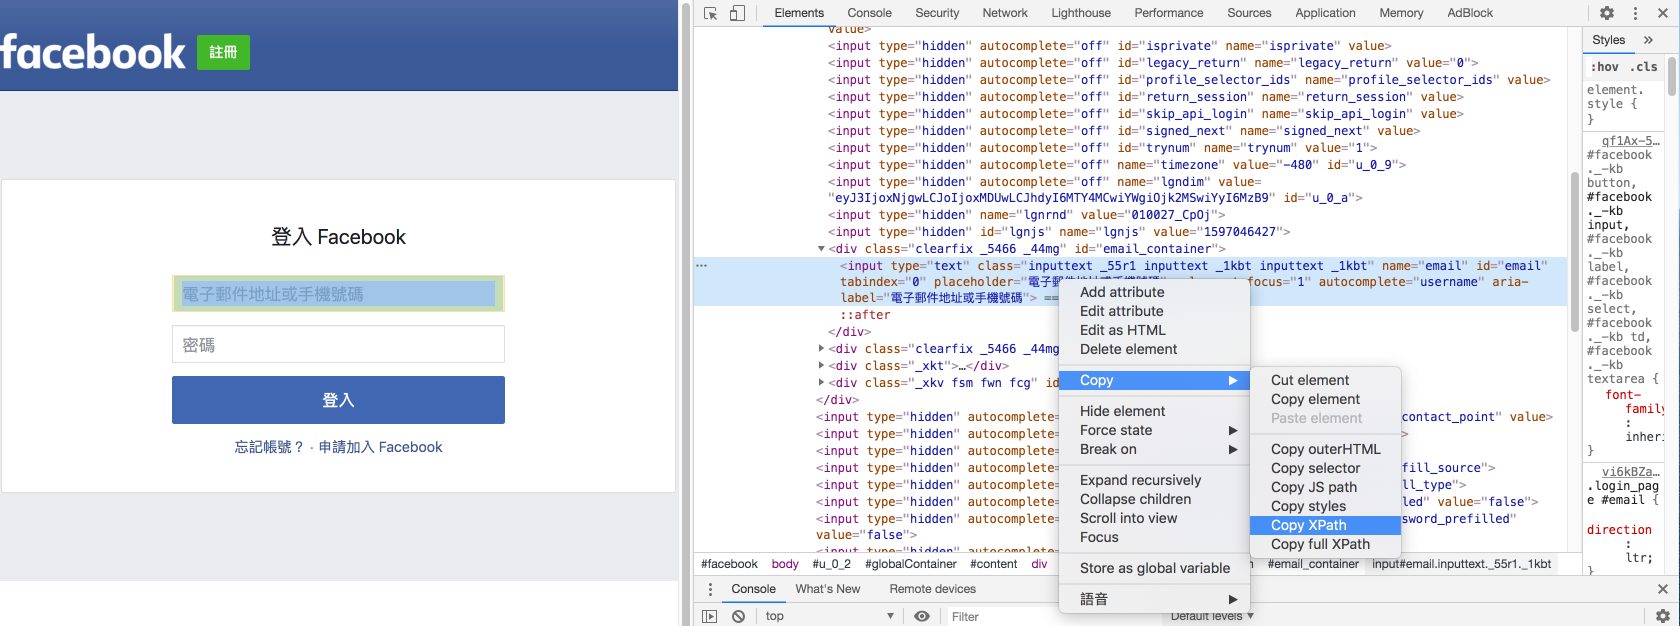 facebook 註冊
登入 Facebook
電子郵件地址或手機號碼
密碼
登入
忘記帳號？ · 申請加入 Facebook
Elements Console Security Network Lighthouse Performance Sources Application Memory AdBlock
value>
<input type="hidden" autocomplete="off" id="isprivate" name="isprivate" value>
<input type="hidden" autocomplete="off" id="legacy_return" name="legacy_return" value="0">
<input type="hidden" autocomplete="off" id="profile_selector_ids" name="profile_selector_ids" value>
<input type="hidden" autocomplete="off" id="return_session" name="return_session" value>
<input type="hidden" autocomplete="off" id="skip_api_login" name="skip_api_login" value>
<input type="hidden" autocomplete="off" id="signed_next" name="signed_next" value>
<input type="hidden" autocomplete="off" id="trynum" name="trynum" value="1">
<input type="hidden" autocomplete="off" name="timezone" value="-480" id="u_0_9">
<input type="hidden" autocomplete="off" name="lgndim" value=
"eyJ3IjoxNjgwLCJoIjoxMDUwLCJhdyI6MTY4MCwiYWgiOjk2MSwiYyI6MzB9" id="u_0_a">
<input type="hidden" name="lgnrnd" value="010027_CpOj">
<input type="hidden" id="lgnjs" name="lgnjs" value="1597046427">
<div class="clearfix _5466 _44mg" id="email_container">
<input type="text" class="inputtext _55r1 inputtext _1kbt inputtext _1kbt" name="email" id="email"
tabindex="0" placeholder="電子郵件地址或手機號碼" focus="1" autocomplete="username" aria-
label="電子郵件地址或手機號碼"> ==
::after
</div>
<div class="clearfix _5466 _44mg
<div class="_xkt">…</div>
<div class="_xkv fsm fwn fcg" id
</div>
<input type="hidden" autocomplete= contact_point" value>
<input type="hidden" autocomplete= >
<input type="hidden" autocomplete=
<input type="hidden" autocomplete= fill_source">
<input type="hidden" autocomplete= ll_type">
<input type="hidden" autocomplete= led" value="false">
<input type="hidden" autocomplete= sword_prefilled"
value="false">
<input type="hidden" autocomplete=
Add attribute
Edit attribute
Edit as HTML
Delete element
Copy
Hide element
Force state
Break on
Expand recursively
Collapse children
Scroll into view
Focus
Store as global variable
語音
Cut element
Copy element
Paste element
Copy outerHTML
Copy selector
Copy JS path
Copy styles
Copy XPath
Copy full XPath
#facebook body #u_0_2 #globalContainer #content div #email_container input#email.inputtext._55r1._1kbt
Console What's New Remote devices
top Filter Default levels
Styles
:hov .cls
element.
style {
}
qf1Ax-5…
#facebook
._-kb
button,
#facebook
._-kb
input,
#facebook
._-kb
label,
#facebook
._-kb
select,
#facebook
._-kb td,
#facebook
._-kb
textarea {
font-
family
:
inheri
}
vi6kBZa…
.login_pag
e #email {
direction
:
ltr;
}